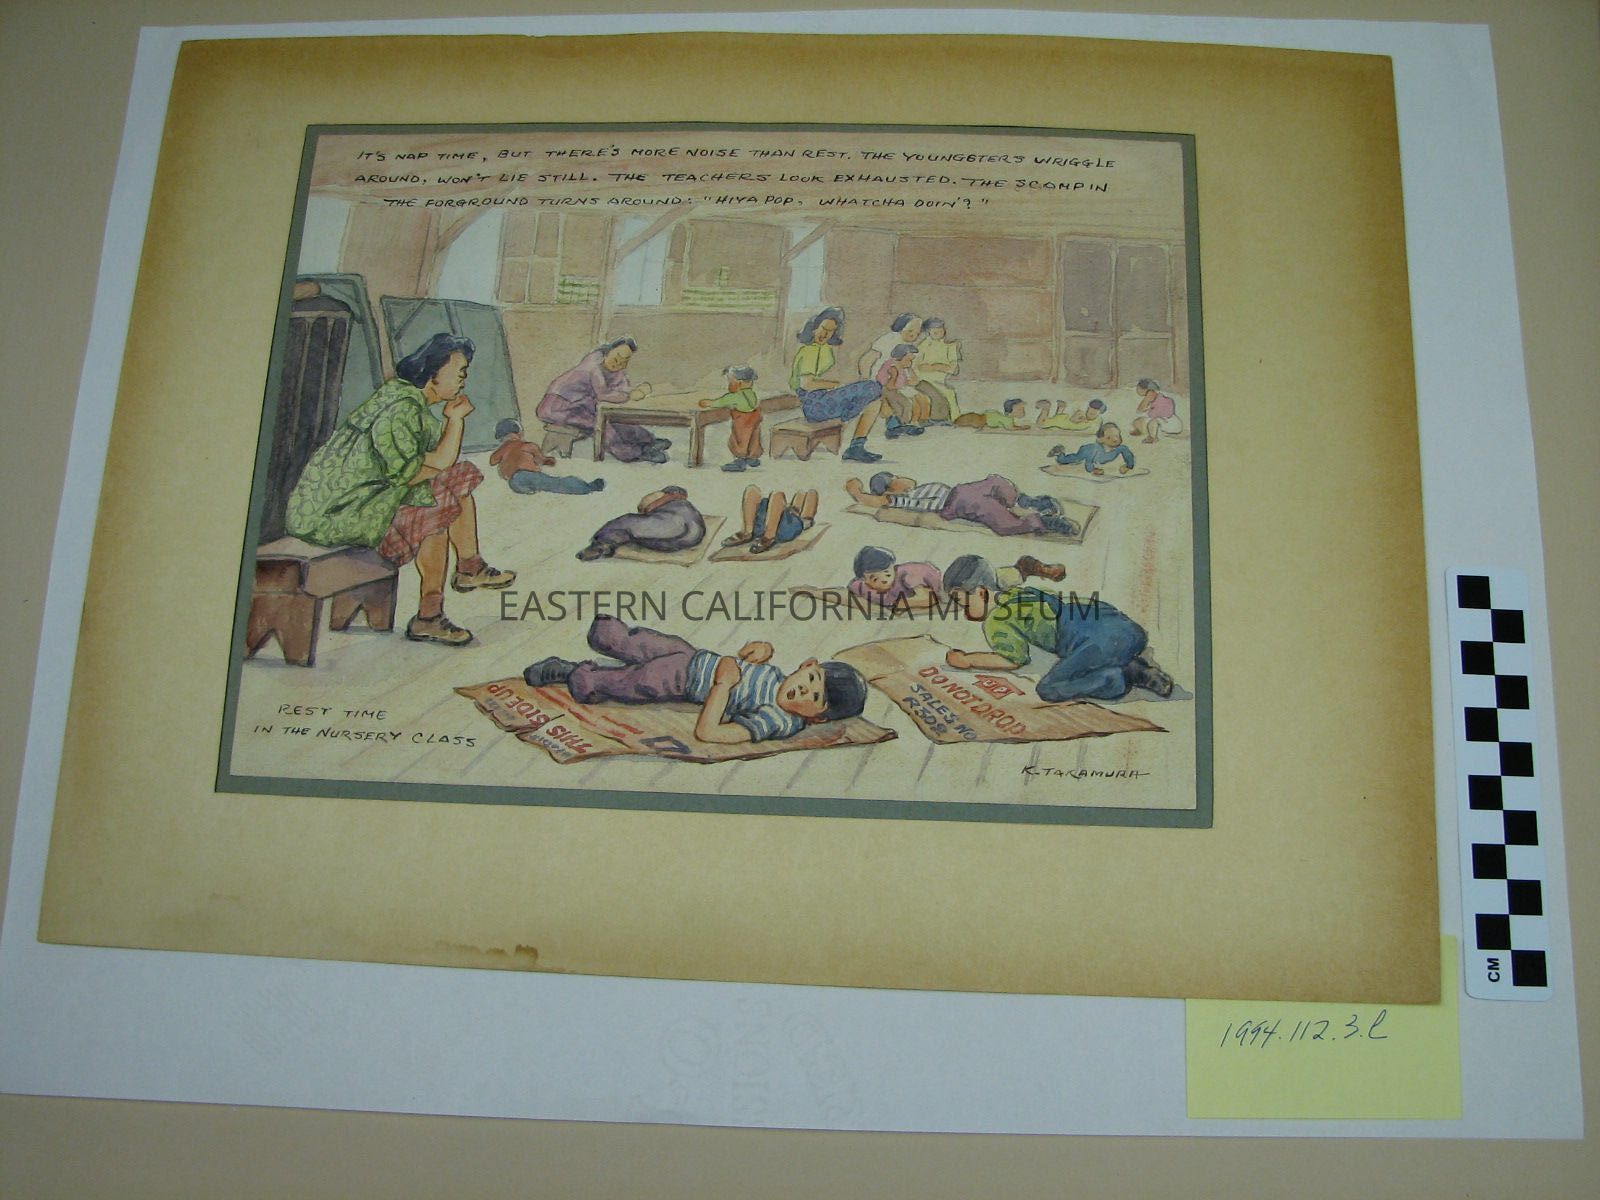 IT'S NAP TIME, BUT THERE'S MORE NOISE THAN REST. THE YOUNGSTERS WRIGGLE
AROUND, WON'T LIE STILL. THE TEACHERS LOOK EXHAUSTED. THE SCAMP IN
THE FORGROUND TURNS AROUND: "HIYA POP, WHATCHA DOIN'?"
EASTERN CALIFORNIA MUSEUM
THIS SIDE UP
DO NOT DROP
SALES NO
R308
REST TIME
IN THE NURSERY CLASS
K. TAKAMURA
CM
1994.112.3.l